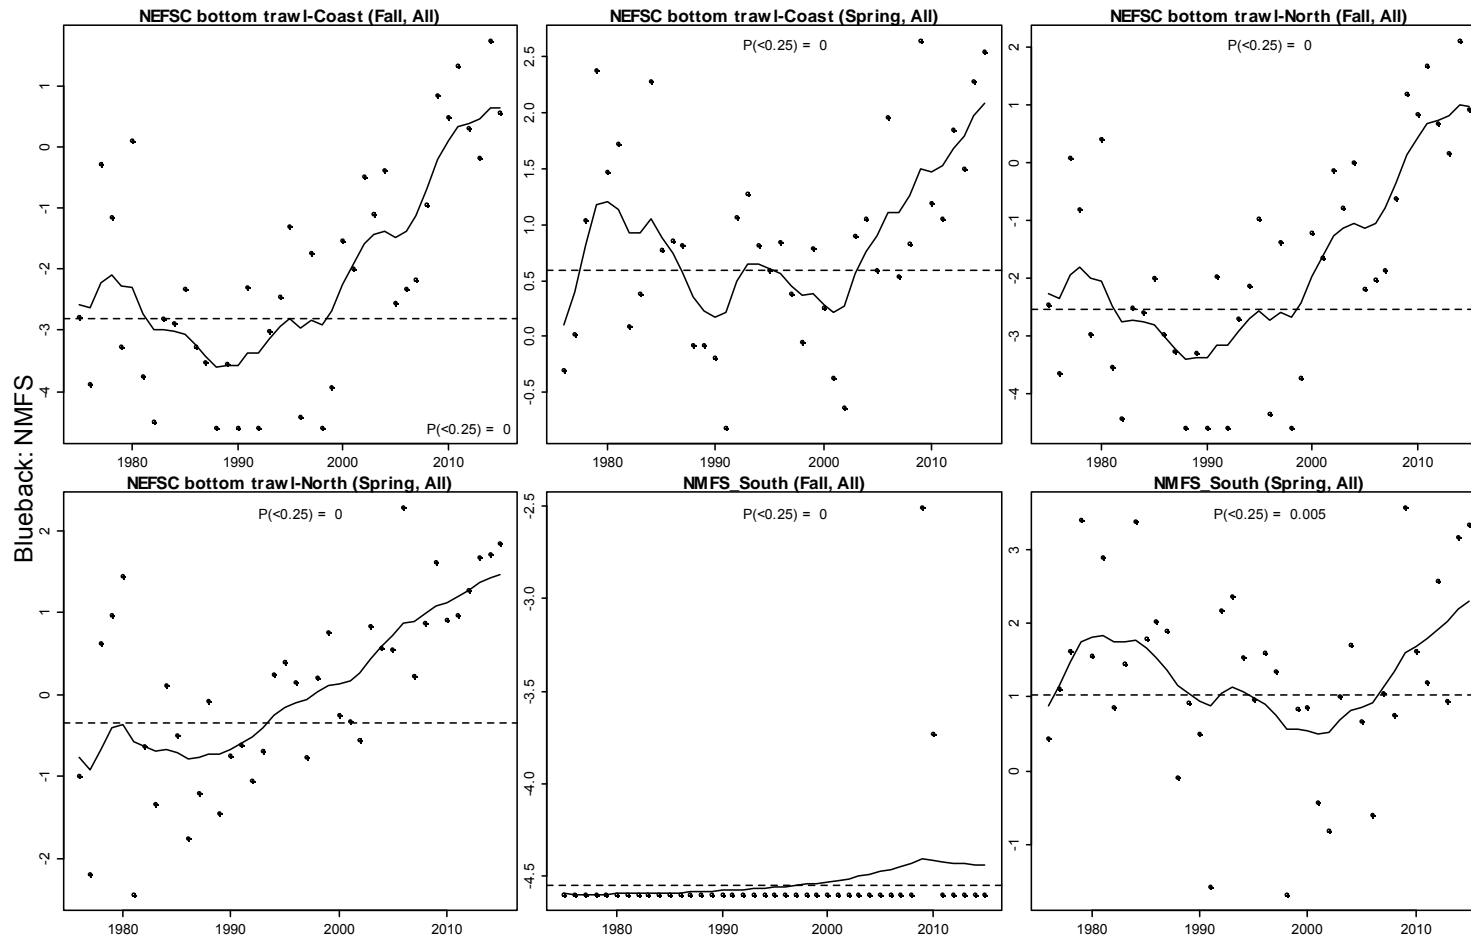 NEFSC bottom trawl-Coast (Fall, All)
NEFSC bottom trawl-Coast (Spring, All)
NEFSC bottom trawl-North (Fall, All)
P(<0.25) = 0
P(<0.25) = 0
P(<0.25) = 0
1
0
-1
-2
-3
-4
2.5
2.0
1.5
1.0
0.5
0.0
-0.5
2
1
0
-1
-2
-3
-4
1980 1990 2000 2010
1980 1990 2000 2010
1980 1990 2000 2010
Blueback: NMFS
NEFSC bottom trawl-North (Spring, All)
NMFS_South (Fall, All)
NMFS_South (Spring, All)
P(<0.25) = 0
P(<0.25) = 0
P(<0.25) = 0.005
2
1
0
-1
-2
-2.5
-3.0
-3.5
-4.0
-4.5
3
2
1
0
-1
1980 1990 2000 2010
1980 1990 2000 2010
1980 1990 2000 2010